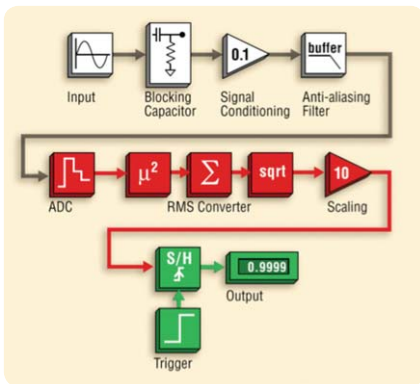 0.1
buffer
Input
Blocking
Capacitor
Signal
Conditioning
Anti-aliasing
Filter
μ²
Σ
sqrt
10
ADC
RMS Converter
Scaling
S/H
0.9999
Output
Trigger